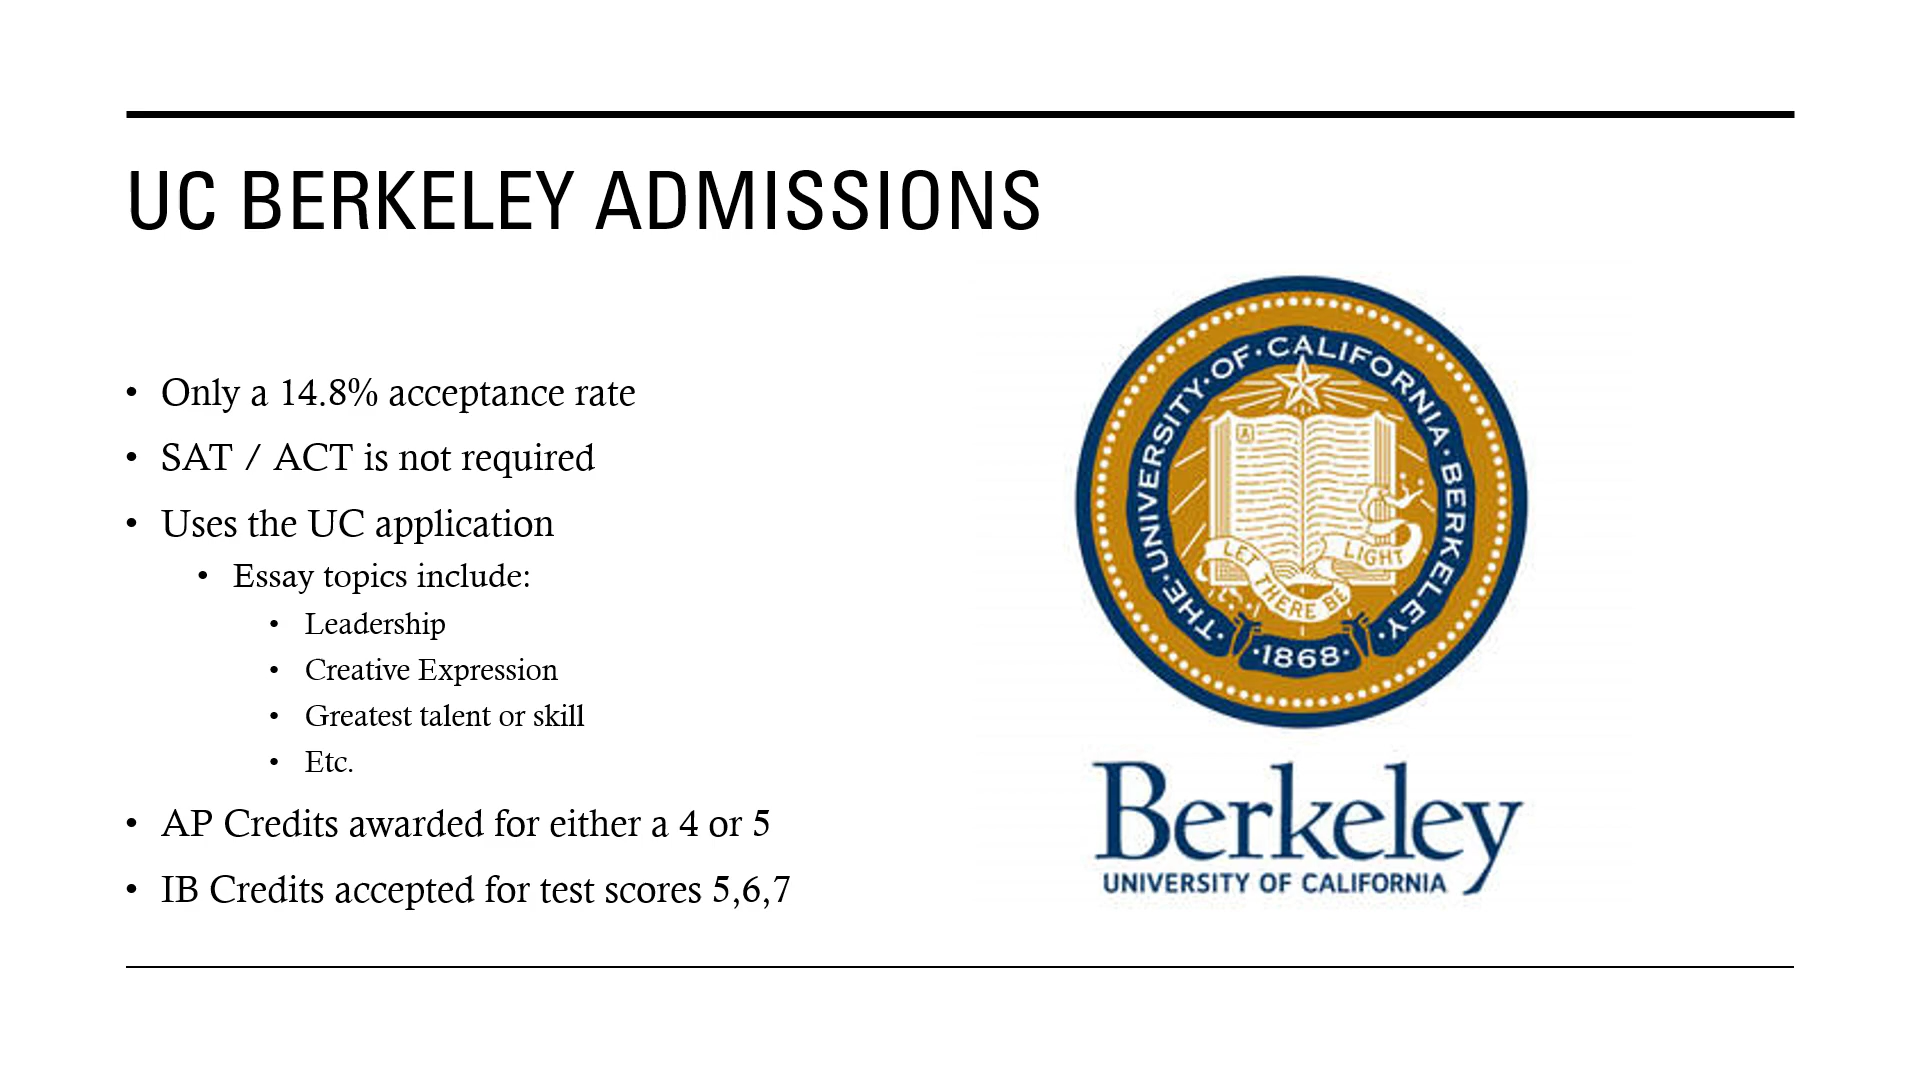 UC BERKELEY ADMISSIONS
• Only a 14.8% acceptance rate
• SAT / ACT is not required
• Uses the UC application
• Essay topics include:
• Leadership
• Creative Expression
• Greatest talent or skill
• Etc.
• AP Credits awarded for either a 4 or 5
• IB Credits accepted for test scores 5,6,7
·THE·UNIVERSITY·OF·CALIFORNIA·BERKELEY·
A
LET THERE BE LIGHT
·1868·
Berkeley
UNIVERSITY OF CALIFORNIA